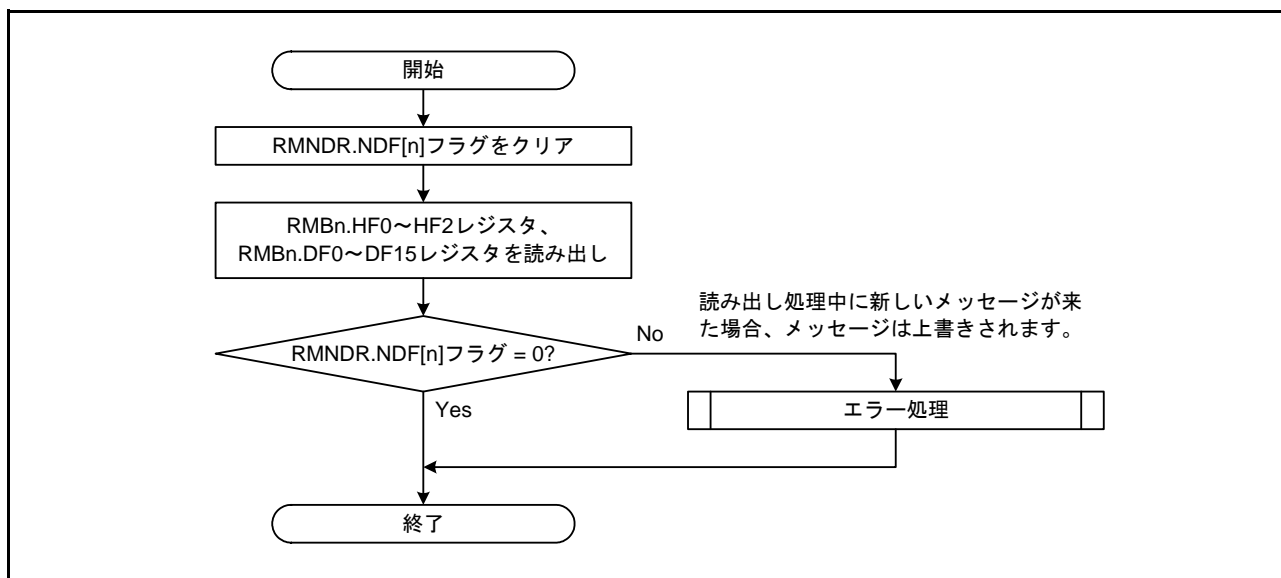 開始
RMNDR.NDF[n]フラグをクリア
RMBn.HF0～HF2レジスタ、
RMBn.DF0～DF15レジスタを読み出し
読み出し処理中に新しいメッセージが来
た場合、メッセージは上書きされます。
RMNDR.NDF[n]フラグ = 0?
No
Yes
エラー処理
終了